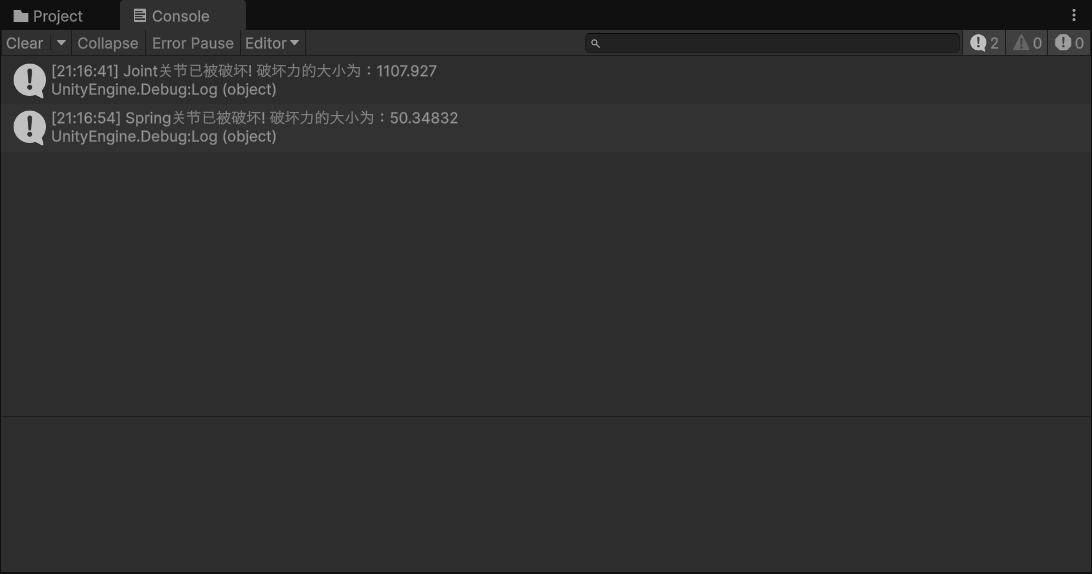 Project Console
Clear Collapse Error Pause Editor 2 0 0
[21:16:41] Joint关节已被破坏! 破坏力的大小为：1107.927
UnityEngine.Debug:Log (object)
[21:16:54] Spring关节已被破坏! 破坏力的大小为：50.34832
UnityEngine.Debug:Log (object)